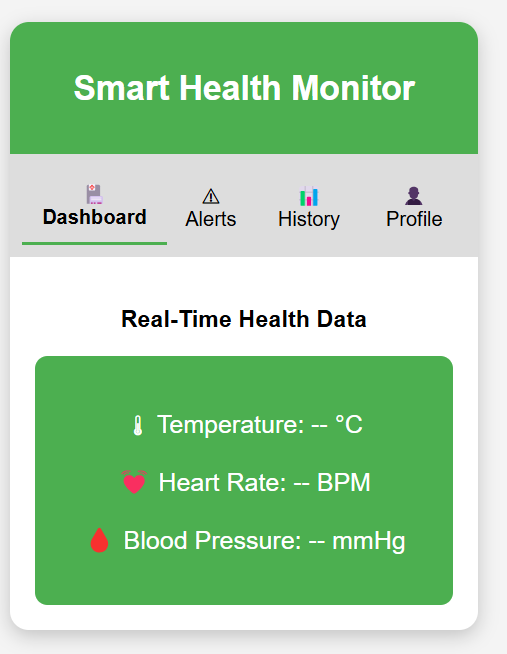 Smart Health Monitor
Dashboard
Alerts
History
Profile
Real-Time Health Data
Temperature: -- °C
Heart Rate: -- BPM
Blood Pressure: -- mmHg